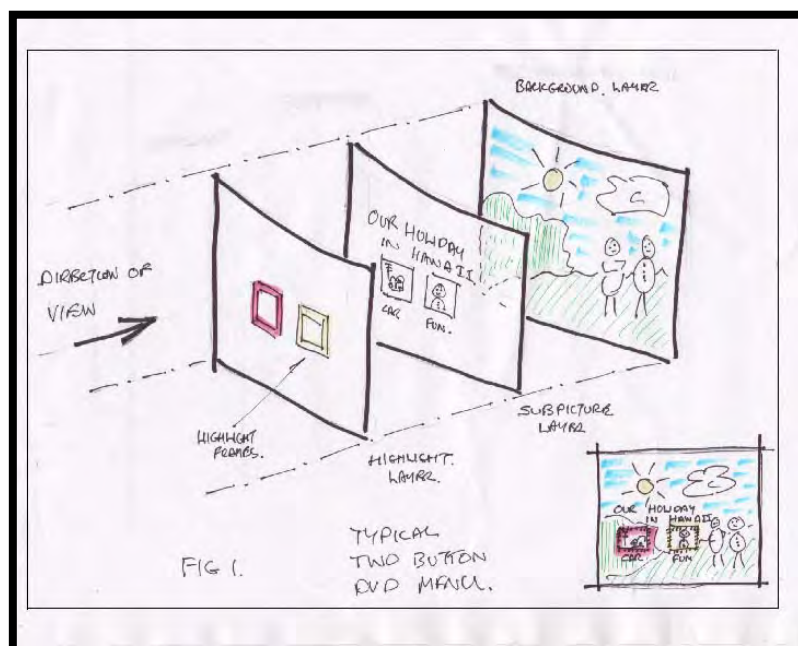 BACKGROUND LAYER
OUR HOLIDAY
IN HAWAII
CAR
FUN.
DIRECTION OF
VIEW
HIGHLIGHT
FRAMES.
HIGHLIGHT
LAYER.
SUBPICTURE
LAYER
OUR HOLIDAY
IN HAWAII
CAR
FUN
FIG 1.
TYPICAL
TWO BUTTON
DVD MENU.